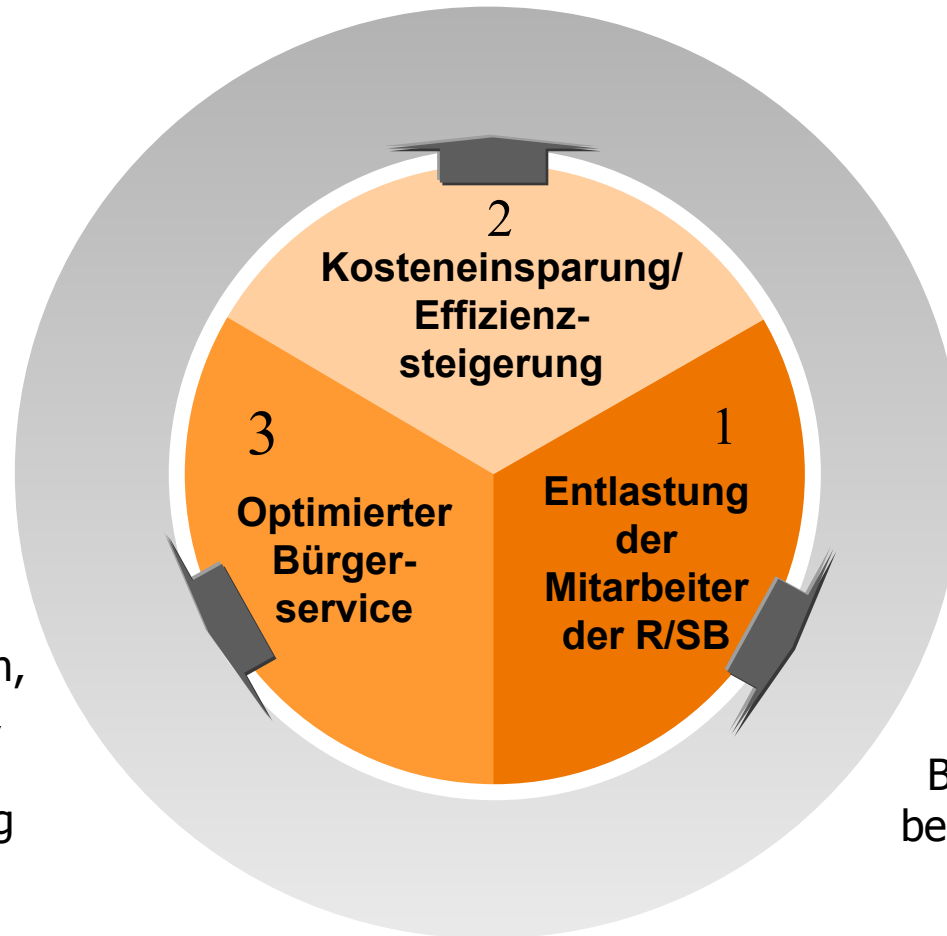 2
Kosteneinsparung/
Effizienz-
steigerung
3
Optimierter
Bürger-
service
1
Entlastung
der
Mitarbeiter
der R/SB